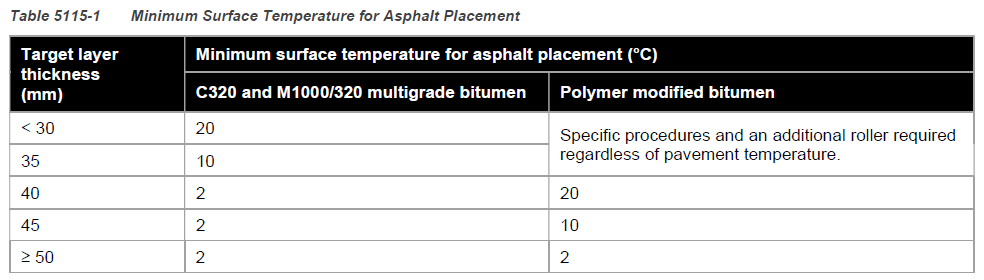 Table 5115-1 Minimum Surface Temperature for Asphalt Placement
Target layer
thickness
(mm)
Minimum surface temperature for asphalt placement (°C)
C320 and M1000/320 multigrade bitumen
Polymer modified bitumen
< 30
20
Specific procedures and an additional roller required
regardless of pavement temperature.
35
10
40
2
20
45
2
10
≥ 50
2
2